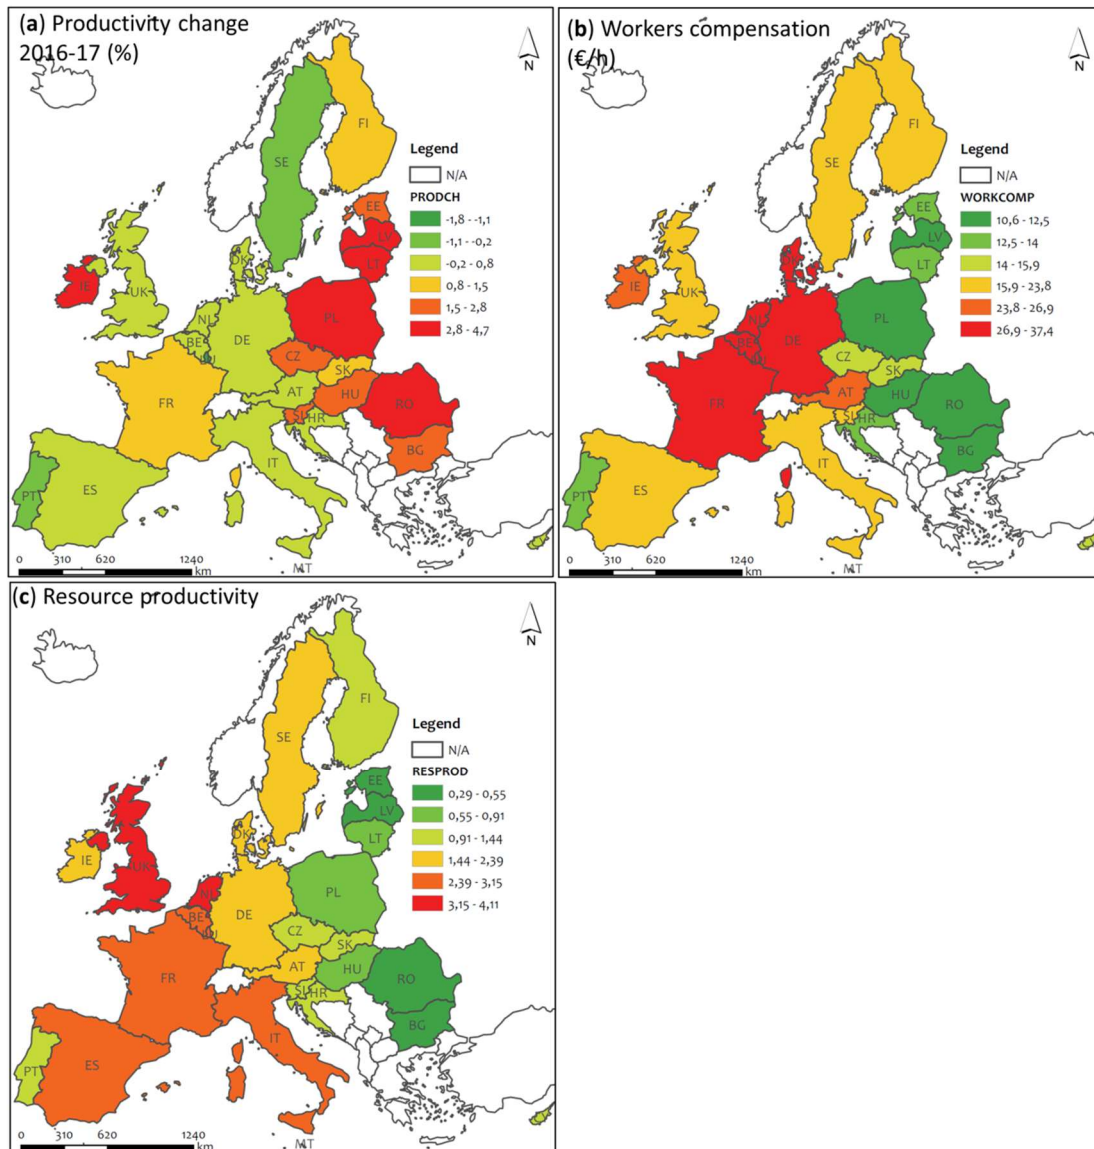 (a) Productivity change
2016-17 (%)
N
Legend
N/A
PRODCH
-1,8 - -1,1
-1,1 - -0,2
-0,2 - 0,8
0,8 - 1,5
1,5 - 2,8
2,8 - 4,7
FI
SE
EE
LV
LT
DK
IE
UK
NL
BE
DE
PL
CZ
SK
AT
HU
FR
SI
HR
RO
IT
BG
PT
ES
MT
0 310 620 1240
km
(b) Workers compensation
(€/h)
N
Legend
N/A
WORKCOMP
10,6 - 12,5
12,5 - 14
14 - 15,9
15,9 - 23,8
23,8 - 26,9
26,9 - 37,4
FI
SE
EE
LV
LT
DK
IE
UK
NL
BE
DE
PL
CZ
SK
AT
HU
FR
SI
HR
RO
IT
BG
PT
ES
MT
0 310 620 1240
km
(c) Resource productivity
N
Legend
N/A
RESPROD
0,29 - 0,55
0,55 - 0,91
0,91 - 1,44
1,44 - 2,39
2,39 - 3,15
3,15 - 4,11
FI
SE
EE
LV
LT
DK
IE
UK
NL
BE
DE
PL
CZ
SK
AT
HU
FR
SI
HR
RO
IT
BG
PT
ES
MT
0 310 620 1240
km